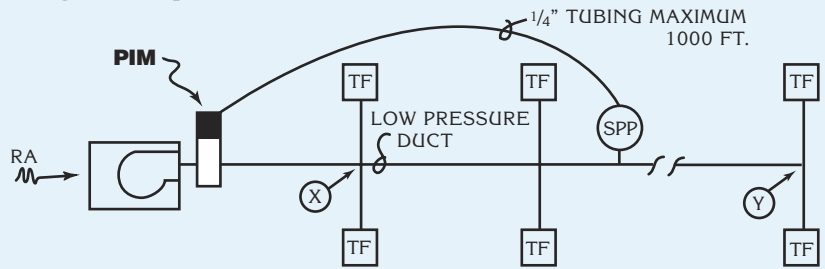 1/4" TUBING MAXIMUM
1000 FT.
PIM
TF
TF
TF
LOW PRESSURE
DUCT
SPP
RA
X
Y
TF
TF
TF